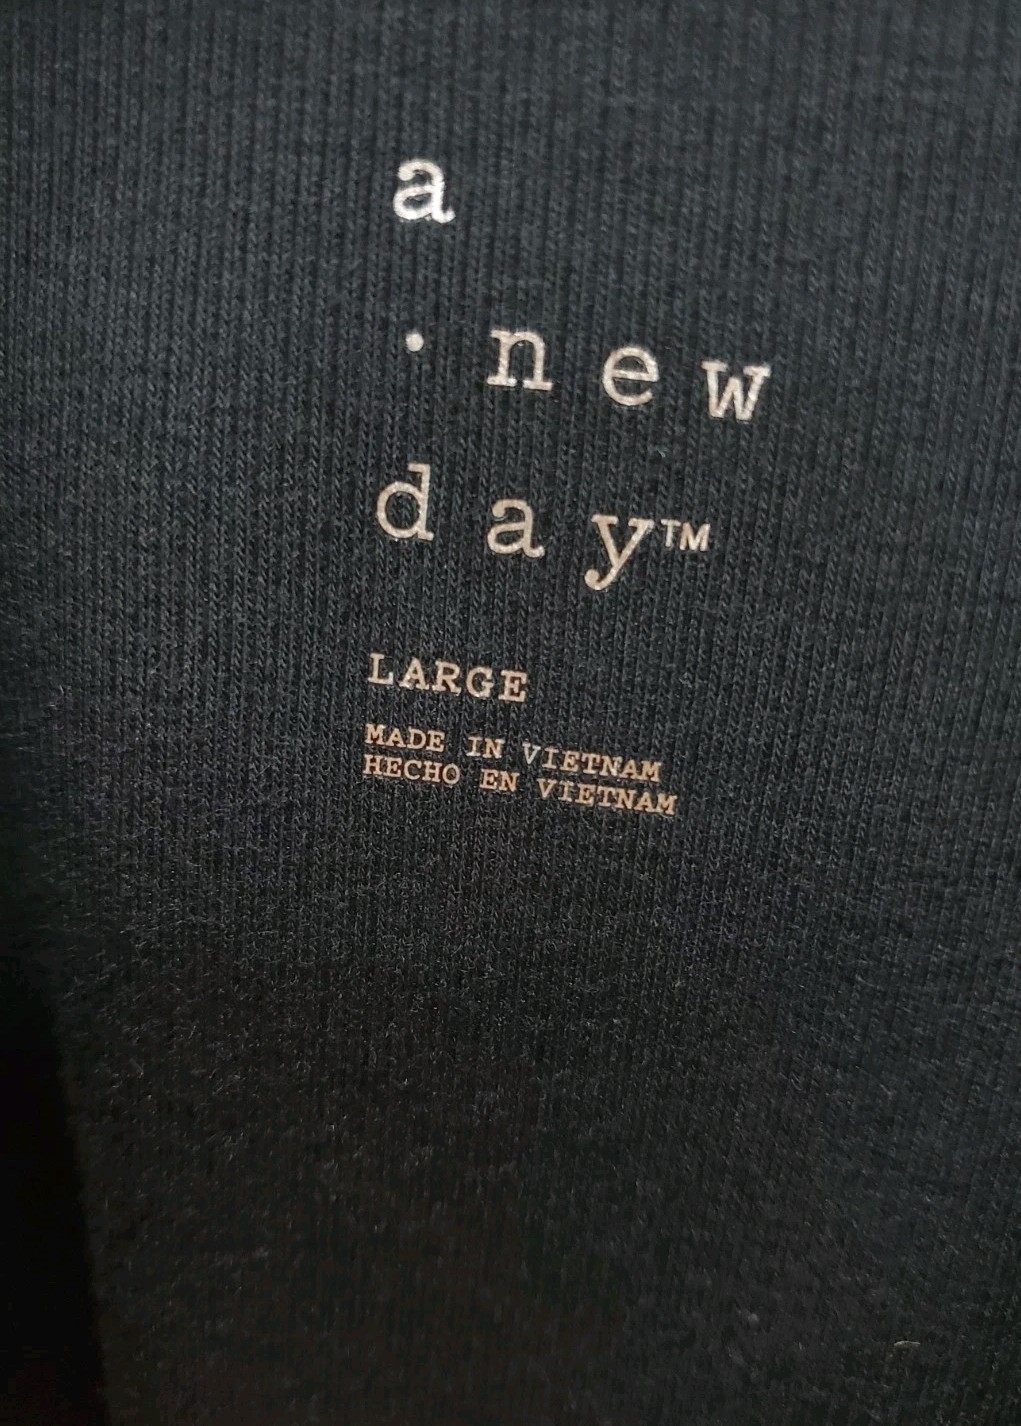 a
· new
day™
LARGE
MADE IN VIETNAM
HECHO EN VIETNAM